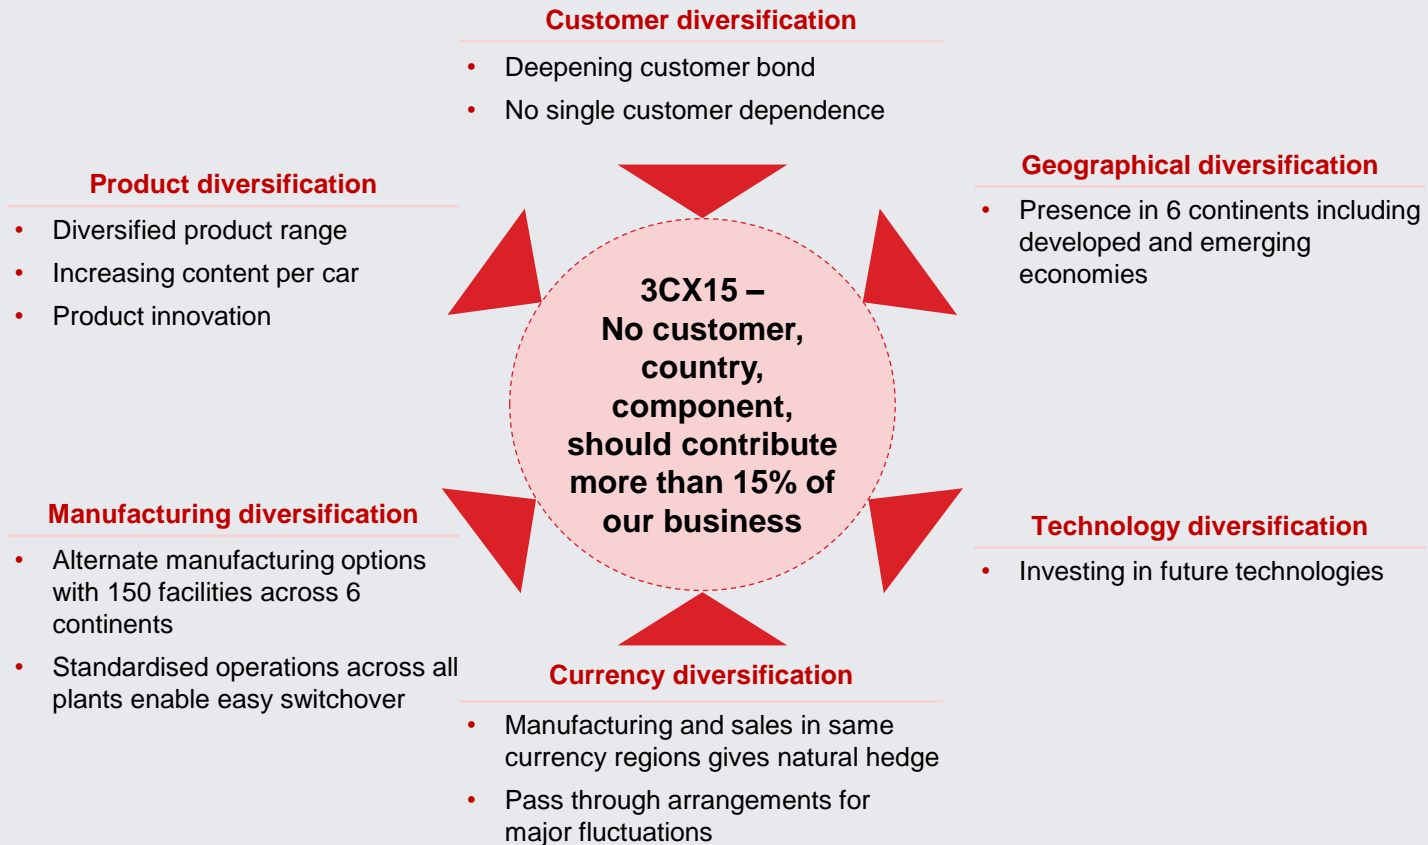 Customer diversification
• Deepening customer bond
• No single customer dependence
Product diversification
• Diversified product range
• Increasing content per car
• Product innovation
Geographical diversification
• Presence in 6 continents including
developed and emerging
economies
3CX15 –
No customer,
country,
component,
should contribute
more than 15% of
our business
Manufacturing diversification
• Alternate manufacturing options
with 150 facilities across 6
continents
• Standardised operations across all
plants enable easy switchover
Technology diversification
• Investing in future technologies
Currency diversification
• Manufacturing and sales in same
currency regions gives natural hedge
• Pass through arrangements for
major fluctuations